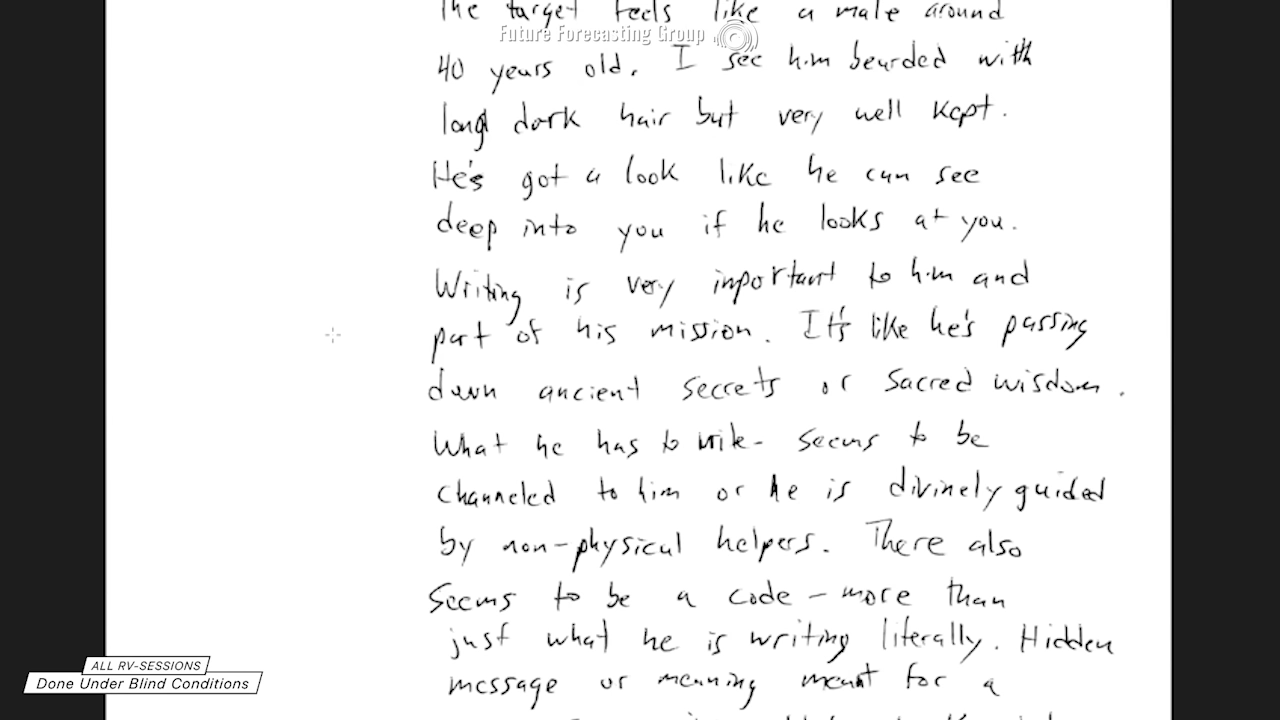 The target feels like a male around
Future Forecasting Group
40 years old. I see him bearded with
long dark hair but very well kept.
He's got a look like he can see
deep into you if he looks at you.
Writing is very important to him and
part of his mission. It's like he's passing
down ancient secrets or sacred wisdom.
What he has to write - seems to be
channeled to him or he is divinely guided
by non-physical helpers. There also
seems to be a code - more than
just what he is writing literally. Hidden
message or meaning meant for a
ALL RV-SESSIONS
Done Under Blind Conditions